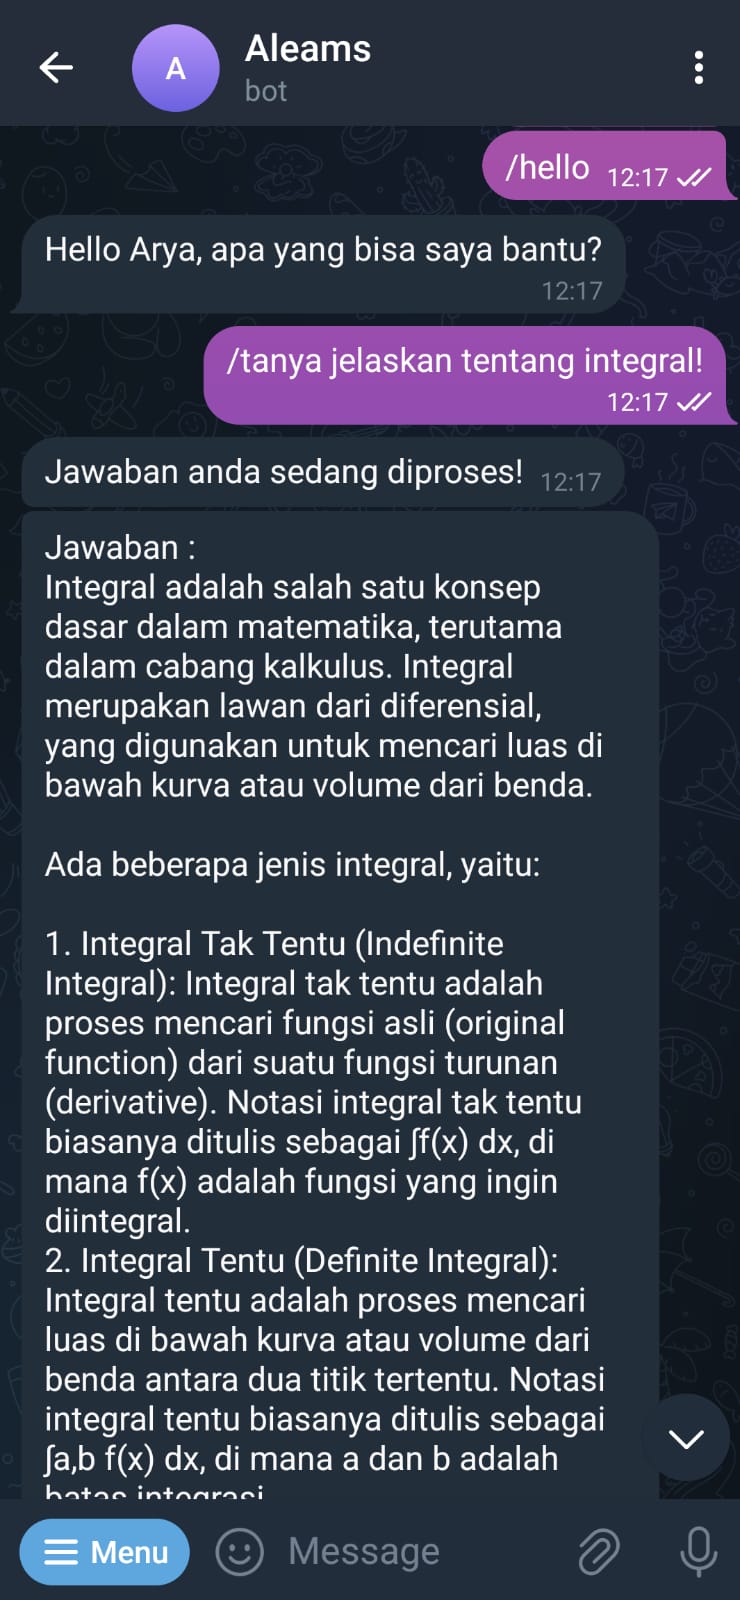 A
Aleams
bot
/hello 12:17
Hello Arya, apa yang bisa saya bantu?
12:17
/tanya jelaskan tentang integral!
12:17
Jawaban anda sedang diproses! 12:17
Jawaban :
Integral adalah salah satu konsep
dasar dalam matematika, terutama
dalam cabang kalkulus. Integral
merupakan lawan dari diferensial,
yang digunakan untuk mencari luas di
bawah kurva atau volume dari benda.
Ada beberapa jenis integral, yaitu:
1. Integral Tak Tentu (Indefinite
Integral): Integral tak tentu adalah
proses mencari fungsi asli (original
function) dari suatu fungsi turunan
(derivative). Notasi integral tak tentu
biasanya ditulis sebagai ∫f(x) dx, di
mana f(x) adalah fungsi yang ingin
diintegral.
2. Integral Tentu (Definite Integral):
Integral tentu adalah proses mencari
luas di bawah kurva atau volume dari
benda antara dua titik tertentu. Notasi
integral tentu biasanya ditulis sebagai
∫a,b f(x) dx, di mana a dan b adalah
batas integrasi
Menu
Message